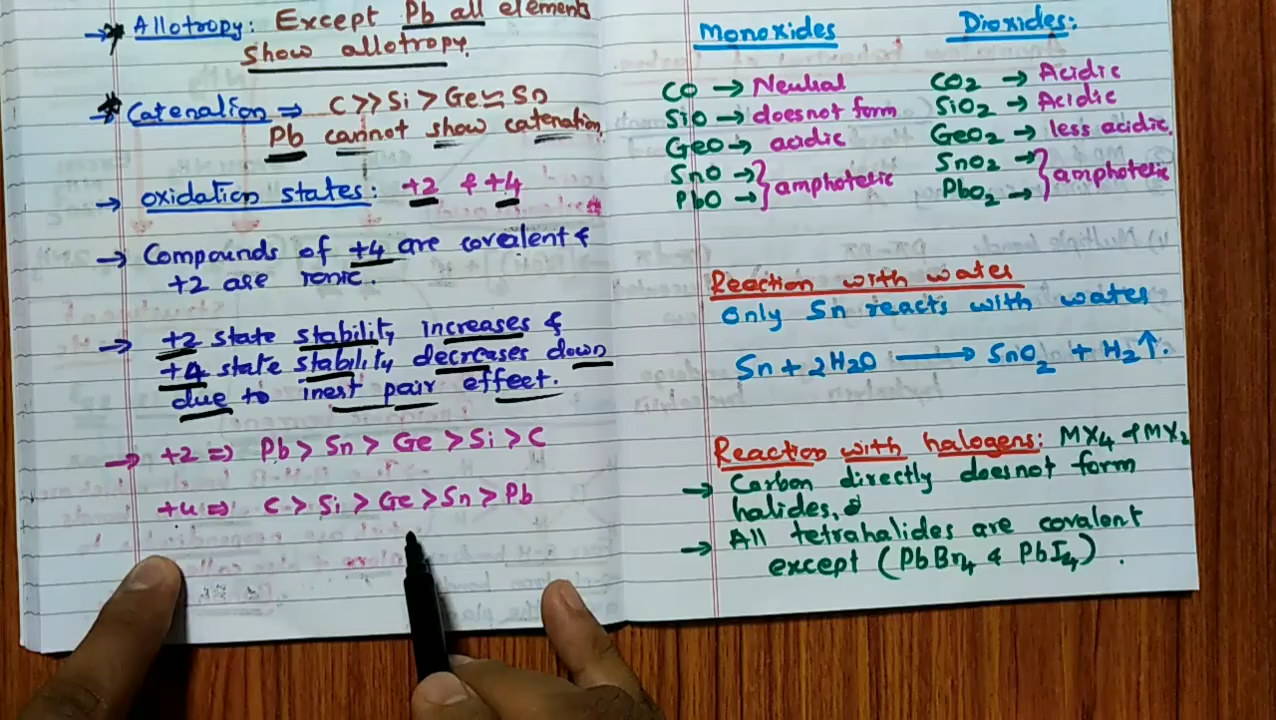 →* Allotropy: Except Pb all elements
Show allotropy.
* Catenation ⇒ C >> Si > Ge ≃ Sn
Pb cannot show catenation.
→ oxidation states: +2 & +4
→ Compounds of +4 are covalent &
+2 are ionic.
→ +2 state stability increases &
+4 state stability decreases down
due to inert pair effect.
→ +2 ⇒ Pb > Sn > Ge > Si > C
+4 ⇒ C > Si > Ge > Sn > Pb
Monoxides
CO → Neutral
SiO → doesnot form
GeO → acidic
SnO →
PbO → } amphoteric
Dioxides:
CO2 → Acidic
SiO2 → Acidic
GeO2 → less acidic.
SnO2 →
PbO2 → } amphoteric
Reaction with water
Only Sn reacts with water
Sn + 2H2O ⟶ SnO2 + H2↑.
Reaction with halogens: MX4 & MX2
→ Carbon directly doesnot form
halides.
→ All tetrahalides are covalent
except (PbBr4 & PbI4).